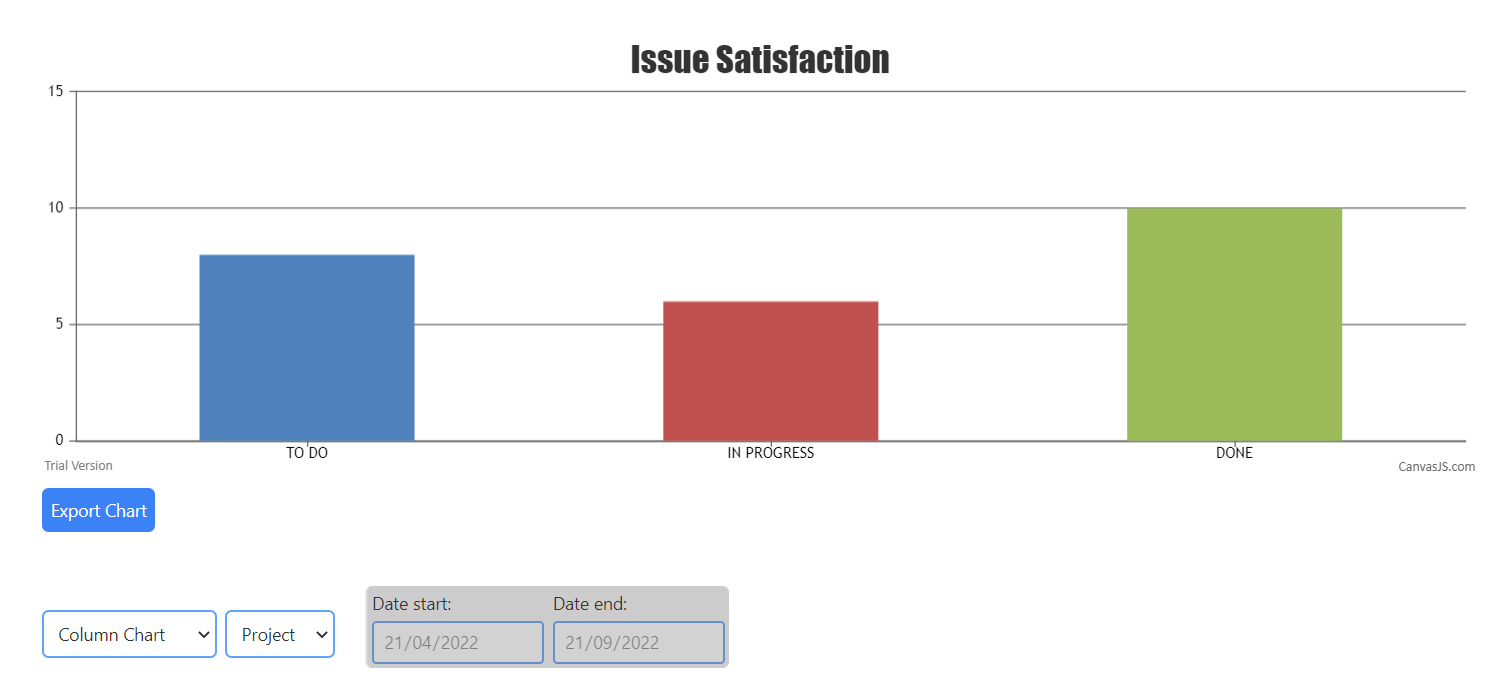 Issue Satisfaction
15
10
5
0
TO DO IN PROGRESS DONE
Trial Version CanvasJS.com
Export Chart
Date start: Date end:
Column Chart Project 21/04/2022 21/09/2022